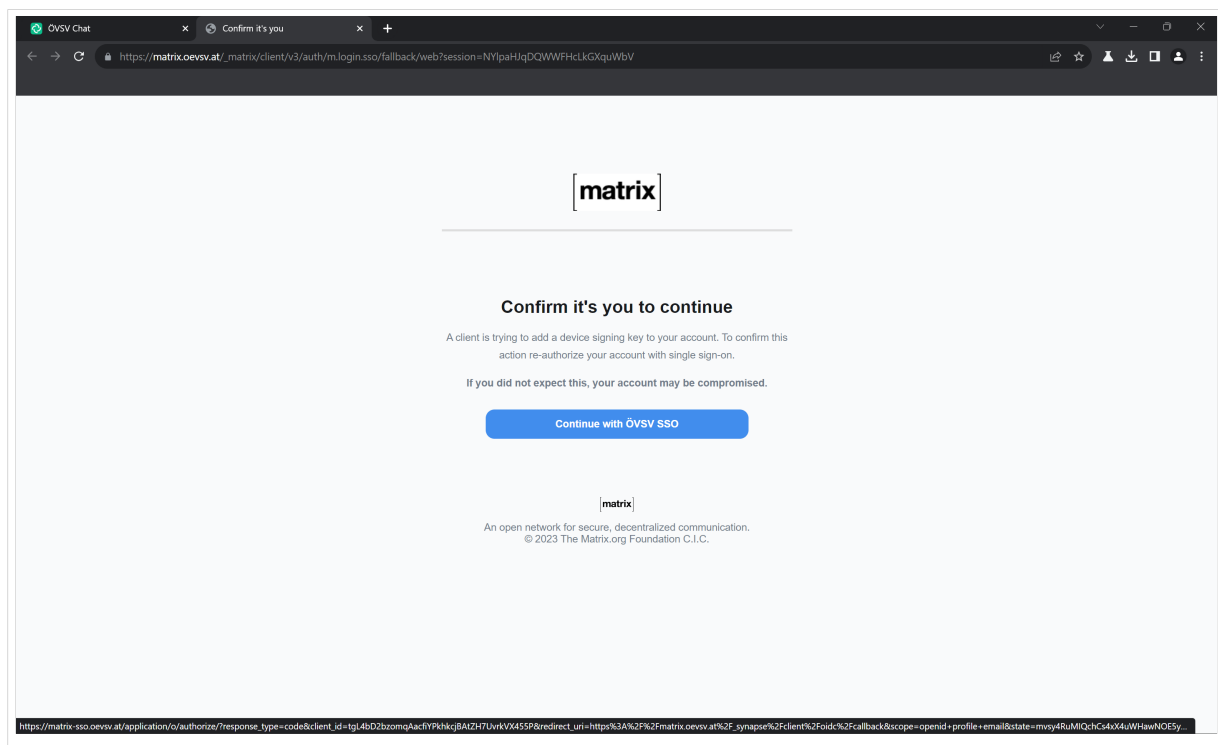 ÖVSV Chat
Confirm it's you
https://matrix.oevsv.at/_matrix/client/v3/auth/m.login.sso/fallback/web?session=NYlpaHJqDQWWFHcLkGXquWbV
[matrix]
Confirm it's you to continue
A client is trying to add a device signing key to your account. To confirm this
action re-authorize your account with single sign-on.
If you did not expect this, your account may be compromised.
Continue with ÖVSV SSO
[matrix]
An open network for secure, decentralized communication.
© 2023 The Matrix.org Foundation C.I.C.
https://matrix-sso.oevsv.at/application/o/authorize/?response_type=code&client_id=tgL4bD2bzomqAacfiYPkhkcjBAtZH7UvrkVX455P&redirect_uri=https%3A%2F%2Fmatrix.oevsv.at%2F_synapse%2Fclient%2Foidc%2Fcallback&scope=openid+profile+email&state=mvsy4RuMIQchCs4xX4uWHawNOE5y...